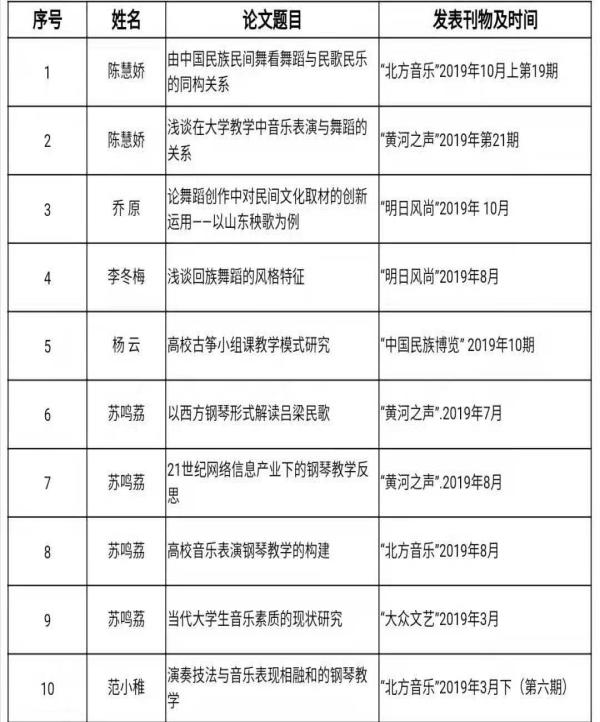 序号 姓名 论文题目 发表刊物及时间
1 陈慧娇 由中国民族民间舞看舞蹈与民歌民乐
的同构关系 “北方音乐”2019年10月上第19期
2 陈慧娇 浅谈在大学教学中音乐表演与舞蹈的
关系 “黄河之声”2019年第21期
3 乔 原 论舞蹈创作中对民间文化取材的创新
运用——以山东秧歌为例 “明日风尚”2019年 10月
4 李冬梅 浅谈回族舞蹈的风格特征 “明日风尚”2019年8月
5 杨 云 高校古筝小组课教学模式研究 “中国民族博览” 2019年10期
6 苏鸣荔 以西方钢琴形式解读吕梁民歌 “黄河之声”.2019年7月
7 苏鸣荔 21世纪网络信息产业下的钢琴教学反
思 “黄河之声”.2019年8月
8 苏鸣荔 高校音乐表演钢琴教学的构建 “北方音乐”2019年8月
9 苏鸣荔 当代大学生音乐素质的现状研究 “大众文艺”2019年3月
10 范小稚 演奏技法与音乐表现相融和的钢琴教
学 “北方音乐”2019年3月下（第六期）